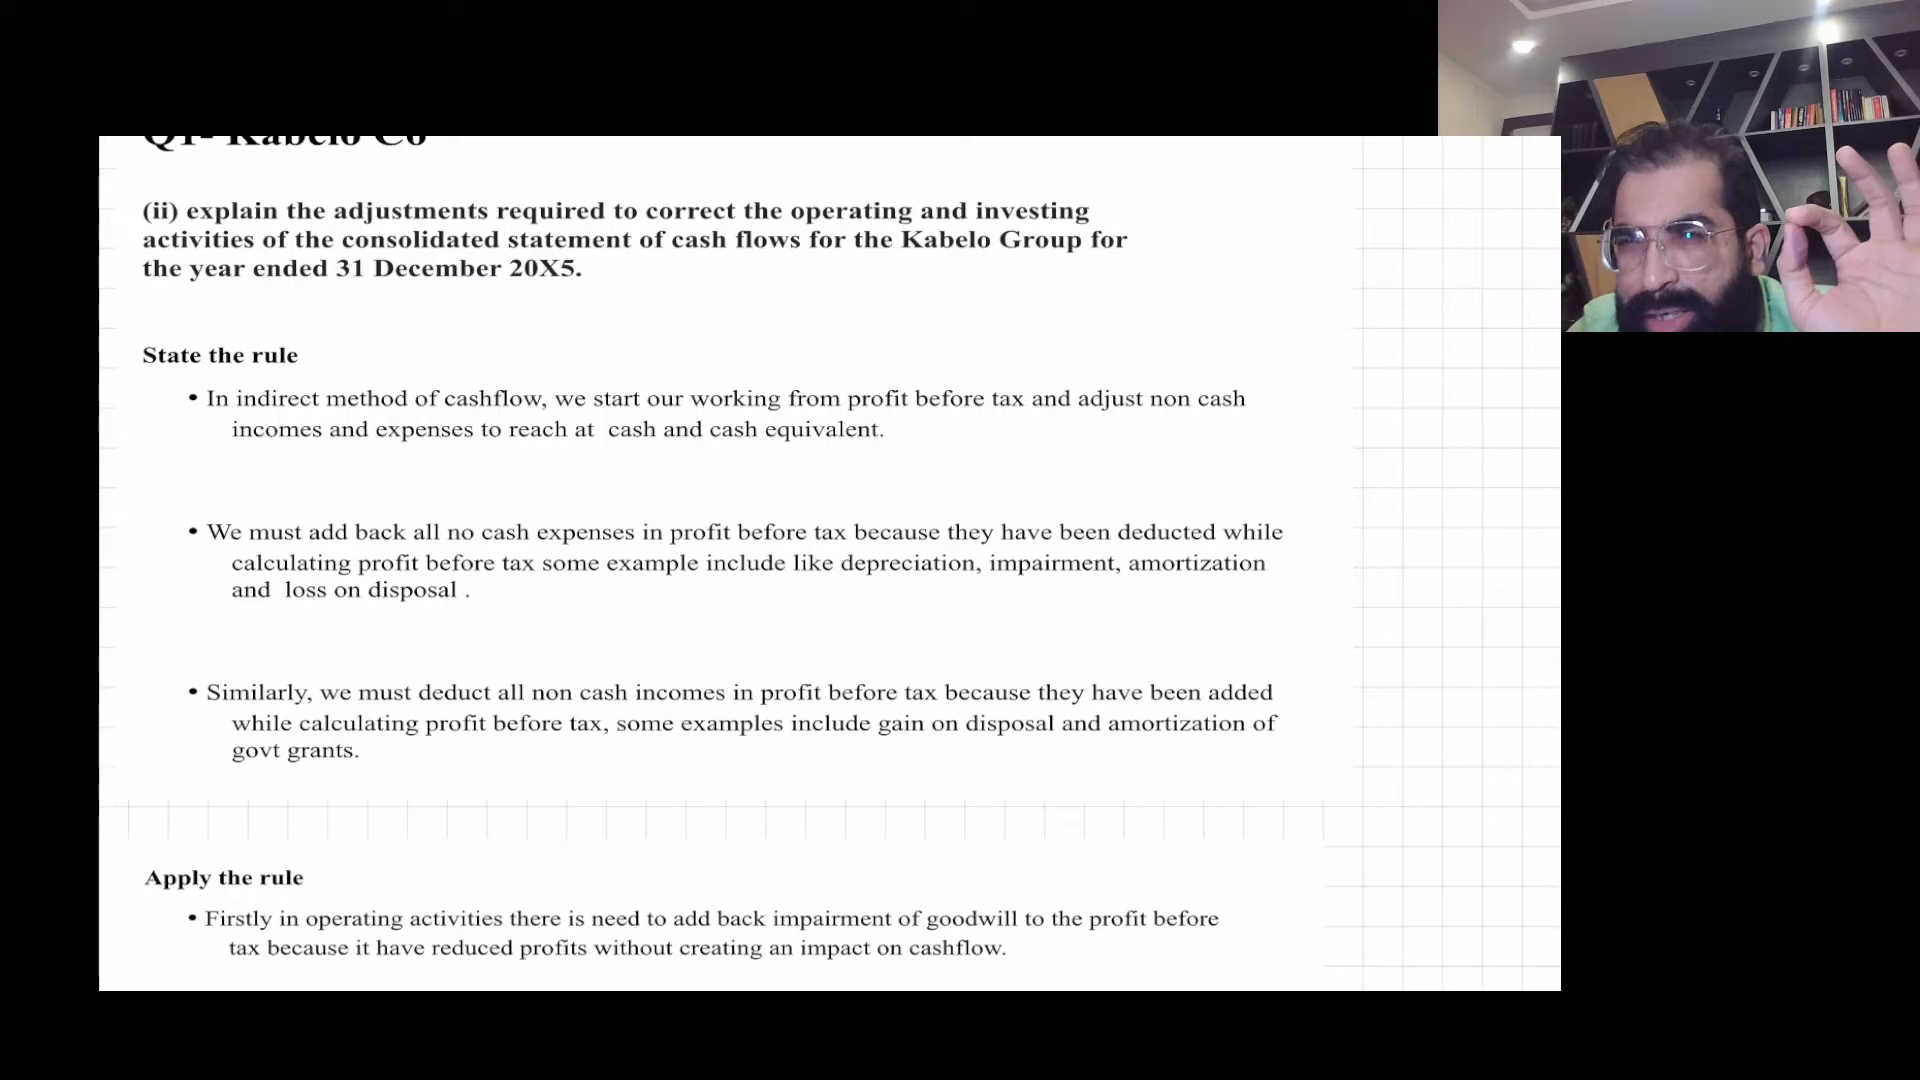 Q1- Kabelo Co
(ii) explain the adjustments required to correct the operating and investing
activities of the consolidated statement of cash flows for the Kabelo Group for
the year ended 31 December 20X5.
State the rule
• In indirect method of cashflow, we start our working from profit before tax and adjust non cash
incomes and expenses to reach at cash and cash equivalent.
• We must add back all no cash expenses in profit before tax because they have been deducted while
calculating profit before tax some example include like depreciation, impairment, amortization
and loss on disposal .
• Similarly, we must deduct all non cash incomes in profit before tax because they have been added
while calculating profit before tax, some examples include gain on disposal and amortization of
govt grants.
Apply the rule
• Firstly in operating activities there is need to add back impairment of goodwill to the profit before
tax because it have reduced profits without creating an impact on cashflow.